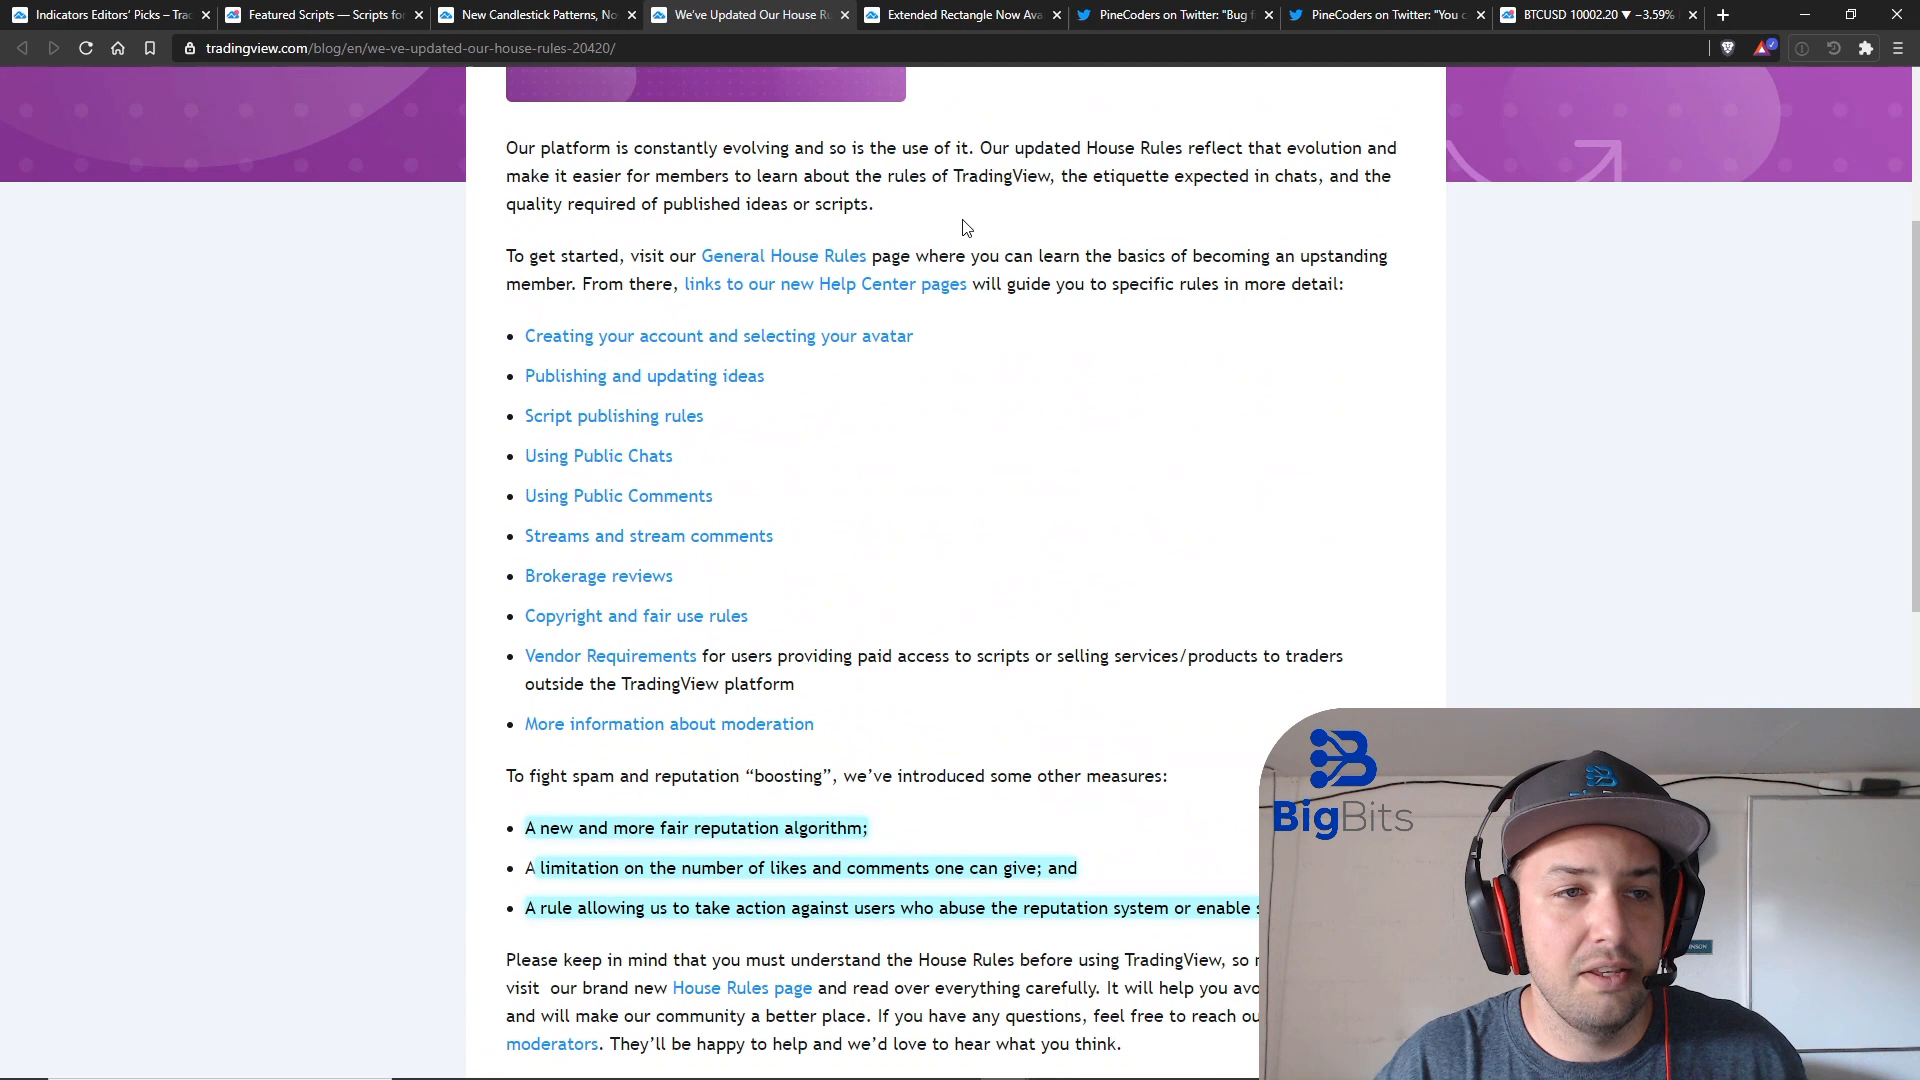 Indicators Editors' Picks – Trac
Featured Scripts — Scripts for
New Candlestick Patterns, No
We've Updated Our House Ru
Extended Rectangle Now Ava
PineCoders on Twitter: "Bug f
PineCoders on Twitter: "You c
BTCUSD 10002.20 ▼ −3.59%
tradingview.com/blog/en/we-ve-updated-our-house-rules-20420/
Our platform is constantly evolving and so is the use of it. Our updated House Rules reflect that evolution and
make it easier for members to learn about the rules of TradingView, the etiquette expected in chats, and the
quality required of published ideas or scripts.
To get started, visit our General House Rules page where you can learn the basics of becoming an upstanding
member. From there, links to our new Help Center pages will guide you to specific rules in more detail:
• Creating your account and selecting your avatar
• Publishing and updating ideas
• Script publishing rules
• Using Public Chats
• Using Public Comments
• Streams and stream comments
• Brokerage reviews
• Copyright and fair use rules
• Vendor Requirements for users providing paid access to scripts or selling services/products to traders
outside the TradingView platform
• More information about moderation
To fight spam and reputation “boosting”, we’ve introduced some other measures:
• A new and more fair reputation algorithm;
• A limitation on the number of likes and comments one can give; and
• A rule allowing us to take action against users who abuse the reputation system or enable s
Please keep in mind that you must understand the House Rules before using TradingView, so
visit our brand new House Rules page and read over everything carefully. It will help you avo
and will make our community a better place. If you have any questions, feel free to reach ou
moderators. They’ll be happy to help and we’d love to hear what you think.
BigBits